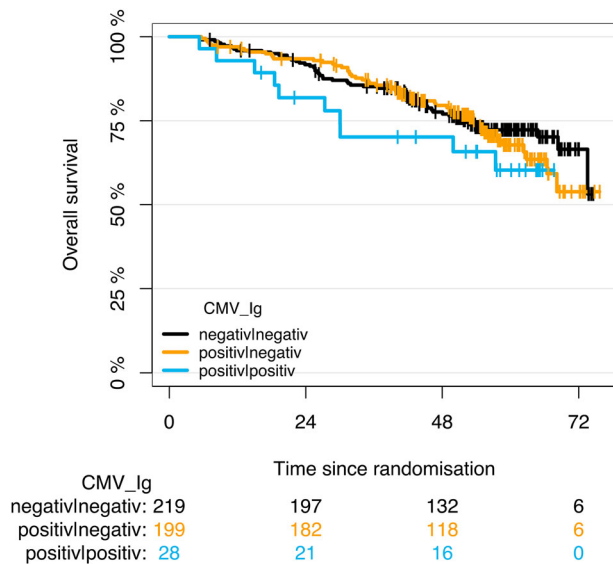 100 %
75 %
50 %
25 %
0 %
Overall survival
CMV_Ig
negativ|negativ
positiv|negativ
positiv|positiv
0 24 48 72
Time since randomisation
CMV_Ig
negativ|negativ: 219 197 132 6
positiv|negativ: 199 182 118 6
positiv|positiv: 28 21 16 0